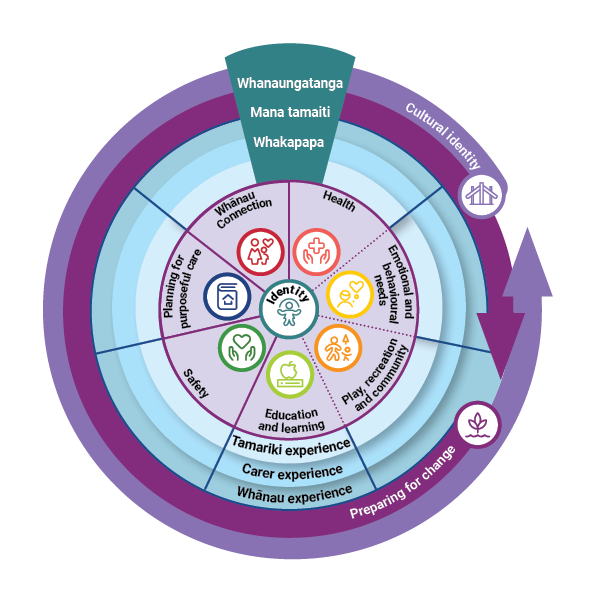 Whanaungatanga
Mana tamaiti
Whakapapa
Cultural identity
Whānau
Connection
Health
Planning for
purposeful care
Identity
Emotional and
behavioural
needs
Safety
Play, recreation
and community
Education
and learning
Tamariki experience
Carer experience
Whānau experience
Preparing for change